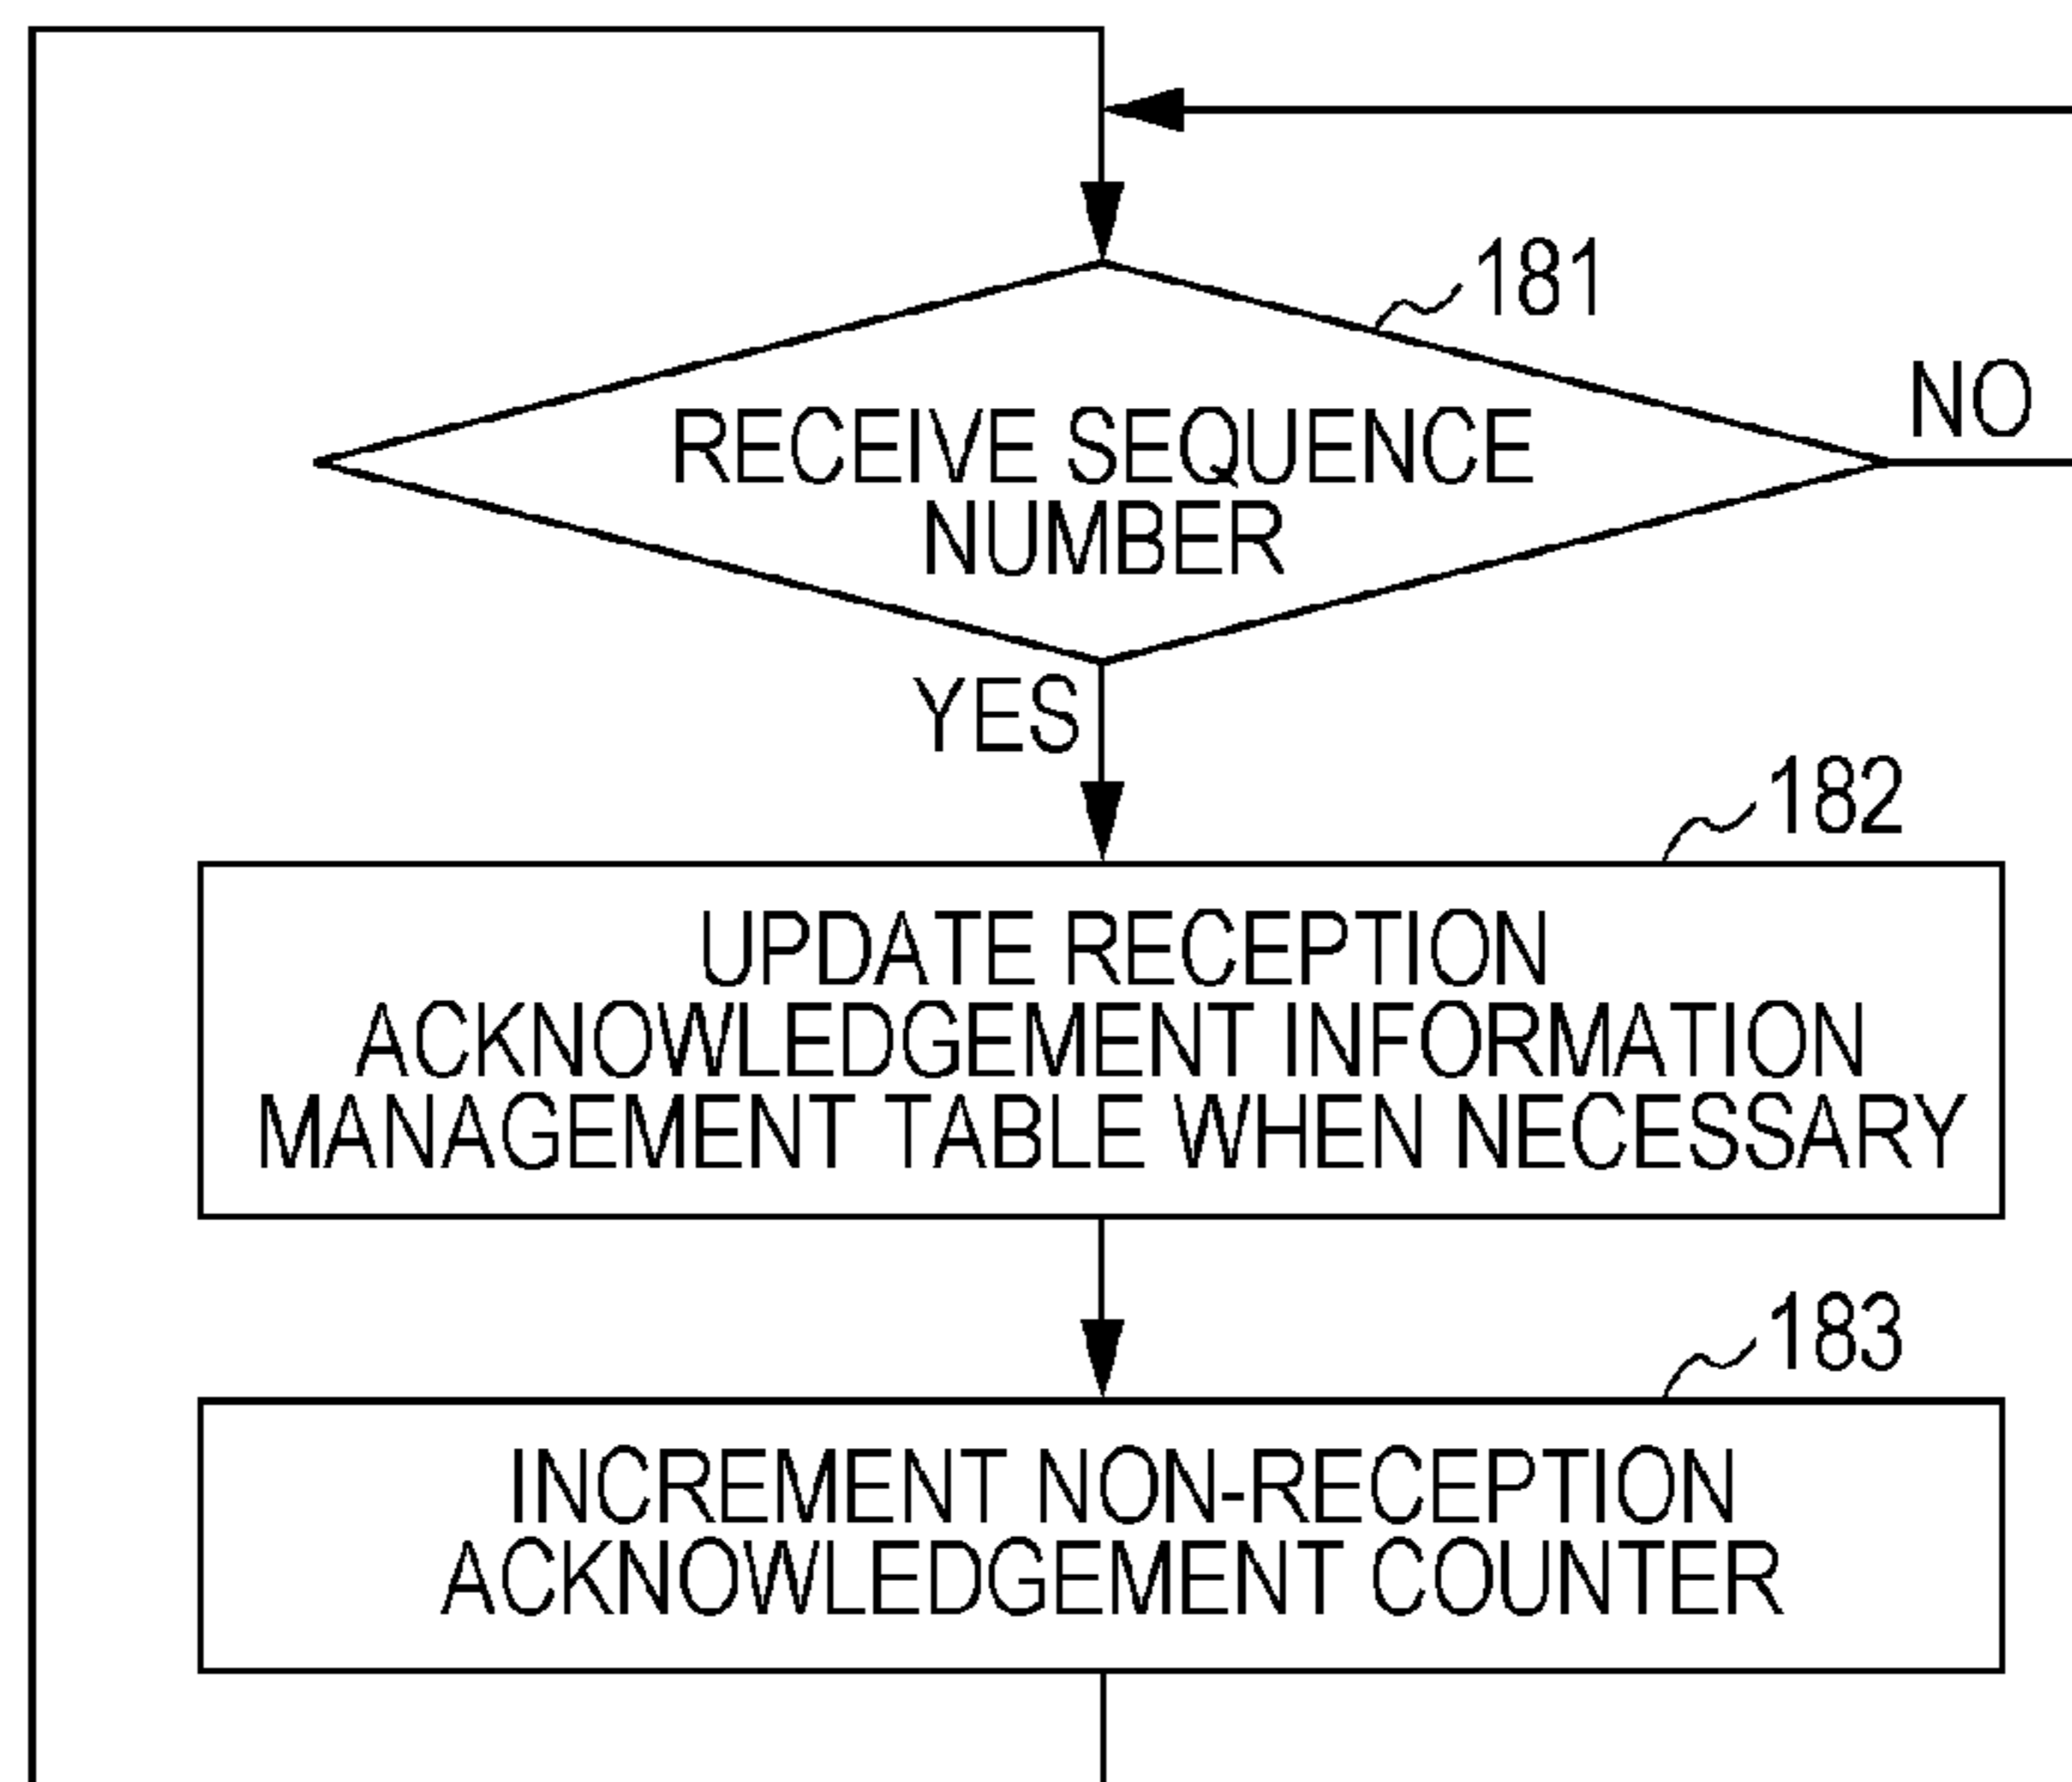 181
NO
RECEIVE SEQUENCE
NUMBER
YES
182
UPDATE RECEPTION
ACKNOWLEDGEMENT INFORMATION
MANAGEMENT TABLE WHEN NECESSARY
183
INCREMENT NON-RECEPTION
ACKNOWLEDGEMENT COUNTER